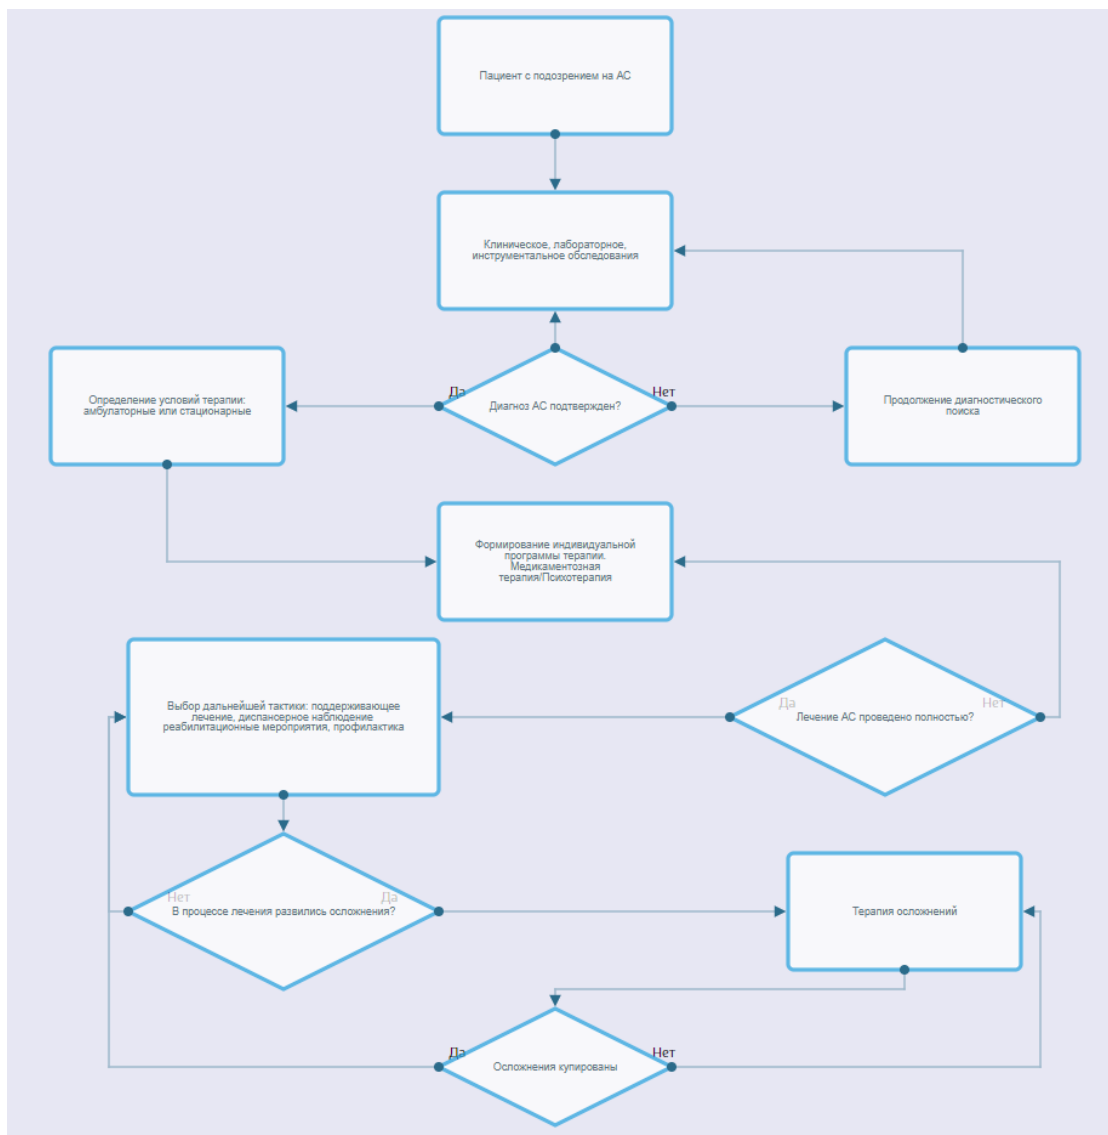 Пациент с подозрением на АС
Клиническое, лабораторное,
инструментальное обследования
Определение условий терапии:
амбулаторные или стационарные
Да
Диагноз АС подтвержден?
Нет
Продолжение диагностического
поиска
Формирование индивидуальной
программы терапии.
Медикаментозная
терапия/Психотерапия
Выбор дальнейшей тактики: поддерживающее
лечение, диспансерное наблюдение
реабилитационные мероприятия, профилактика
Да
Лечение АС проведено полностью?
Нет
Нет
Да
В процессе лечения развились осложнения?
Терапия осложнений
Да
Осложнения купированы
Нет